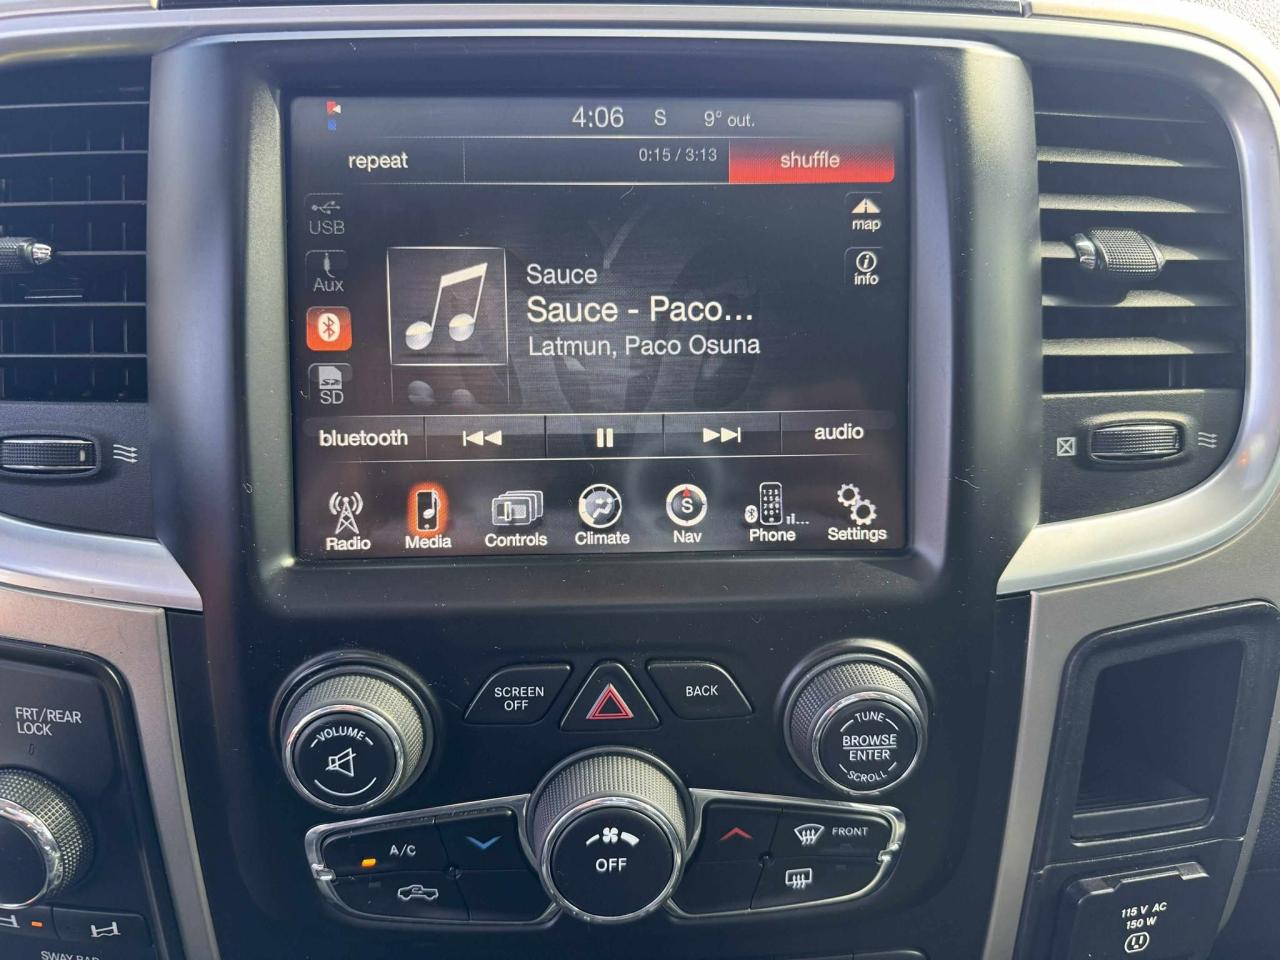 4:06 S 9° out.
repeat 0:15 / 3:13 shuffle
USB
map
Aux
info
SD
Sauce
Sauce - Paco...
Latmun, Paco Osuna
bluetooth audio
Radio Media Controls Climate Nav Phone Settings
S
SCREEN
OFF
BACK
VOLUME
TUNE
BROWSE
ENTER
SCROLL
FRT/REAR
LOCK
A/C
OFF
FRONT
115 V AC
150 W
SWAY BAR